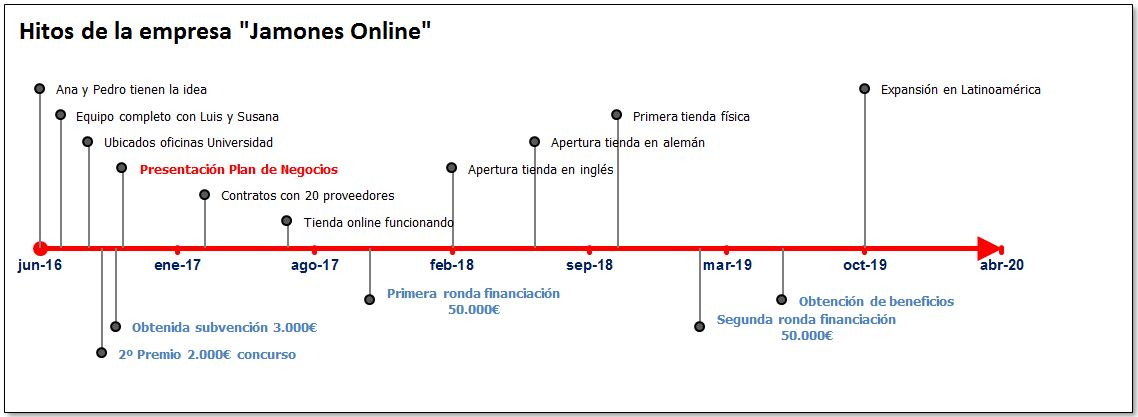 Hitos de la empresa "Jamones Online"
Ana y Pedro tienen la idea
Expansión en Latinoamérica
Equipo completo con Luis y Susana
Primera tienda física
Ubicados oficinas Universidad
Apertura tienda en alemán
Presentación Plan de Negocios
Apertura tienda en inglés
Contratos con 20 proveedores
Tienda online funcionando
jun-16
ene-17
ago-17
feb-18
sep-18
mar-19
oct-19
abr-20
Primera ronda financiación
50.000€
Obtención de beneficios
Obtenida subvención 3.000€
Segunda ronda financiación
50.000€
2º Premio 2.000€ concurso